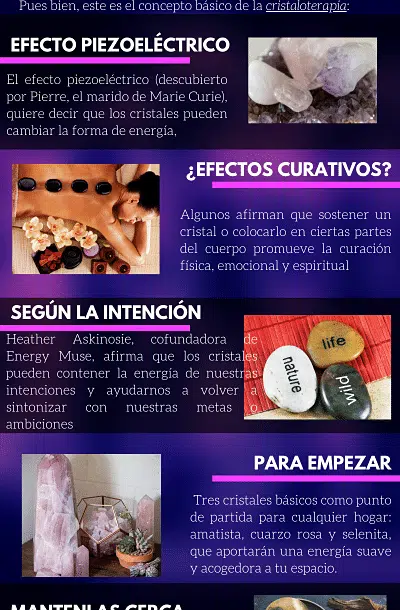 Pues bien, este es el concepto básico de la cristaloterapia:
EFECTO PIEZOELÉCTRICO
El efecto piezoeléctrico (descubierto
por Pierre, el marido de Marie Curie),
quiere decir que los cristales pueden
cambiar la forma de energía,
¿EFECTOS CURATIVOS?
Algunos afirman que sostener un
cristal o colocarlo en ciertas partes
del cuerpo promueve la curación
física, emocional y espiritual
SEGÚN LA INTENCIÓN
Heather Askinosie, cofundadora de
Energy Muse, afirma que los cristales
pueden contener la energía de nuestras
intenciones y ayudarnos a volver a
sintonizar con nuestras metas o
ambiciones
life
nature
wild
PARA EMPEZAR
Tres cristales básicos como punto
de partida para cualquier hogar:
amatista, cuarzo rosa y selenita,
que aportarán una energía suave
y acogedora a tu espacio.
MANTENLAS CERCA